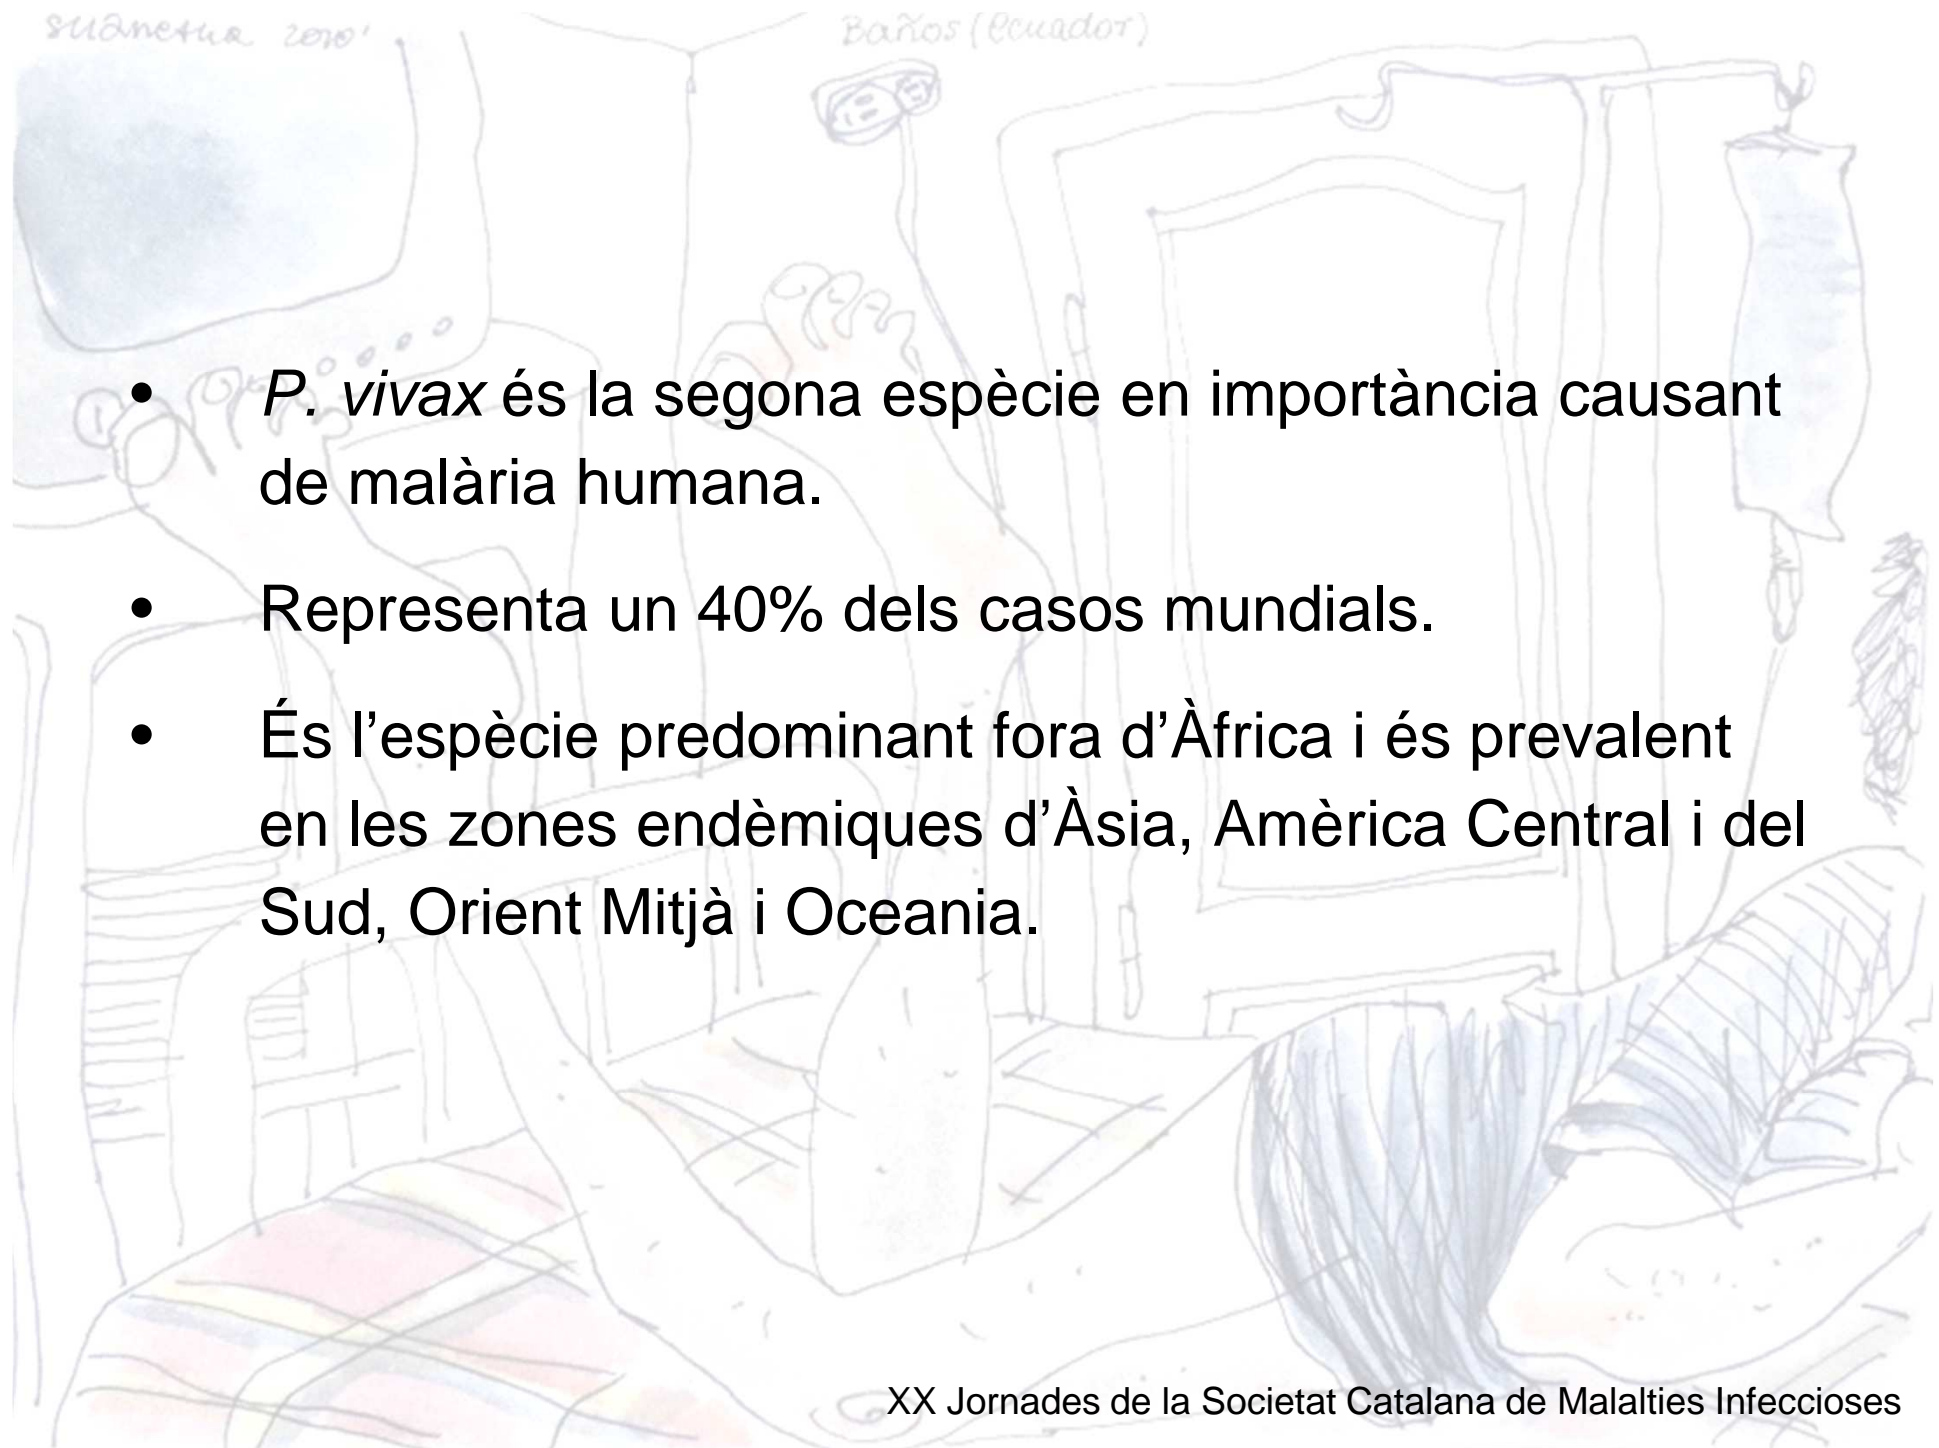 2010
Baños (Ecuador)
• P. vivax és la segona espècie en importància causant
de malària humana.
• Representa un 40% dels casos mundials.
• És l’espècie predominant fora d’Àfrica i és prevalent
en les zones endèmiques d’Àsia, Amèrica Central i del
Sud, Orient Mitjà i Oceania.
XX Jornades de la Societat Catalana de Malalties Infeccioses